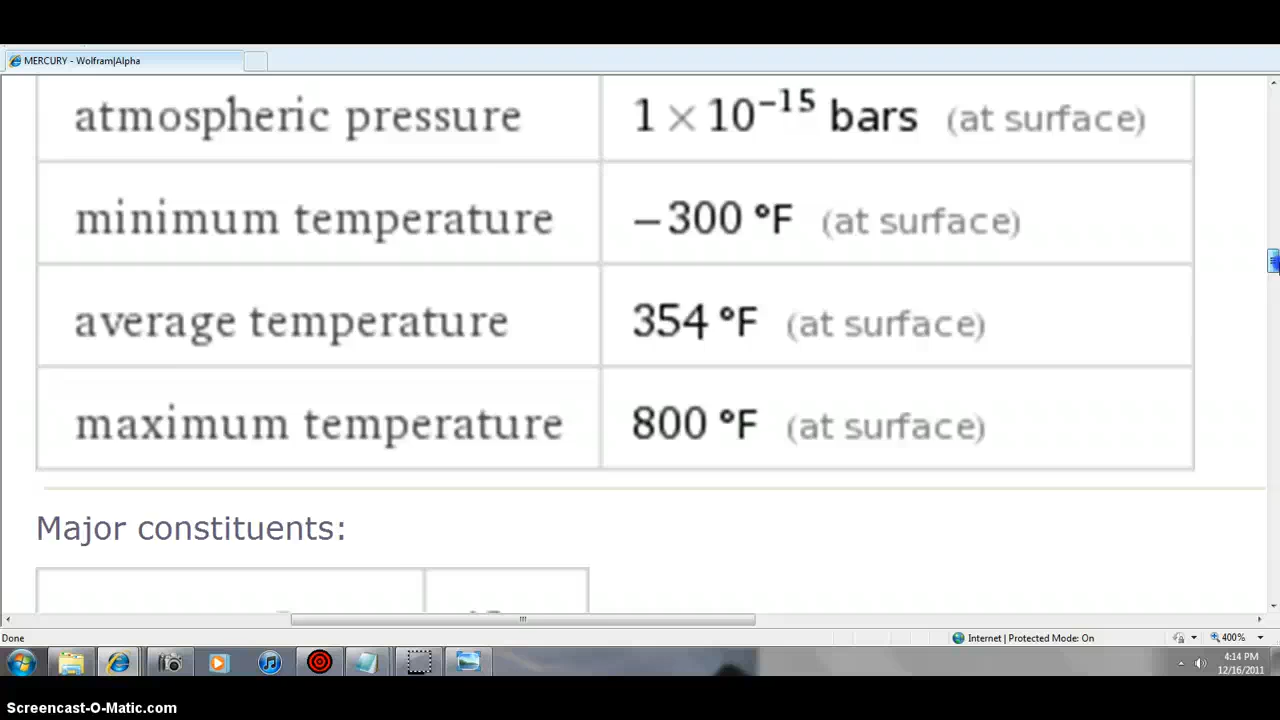 MERCURY - Wolfram|Alpha
atmospheric pressure 1 × 10⁻¹⁵ bars (at surface)
minimum temperature −300 °F (at surface)
average temperature 354 °F (at surface)
maximum temperature 800 °F (at surface)
Major constituents:
Done Internet | Protected Mode: On 400%
4:14 PM
12/16/2011
Screencast-O-Matic.com